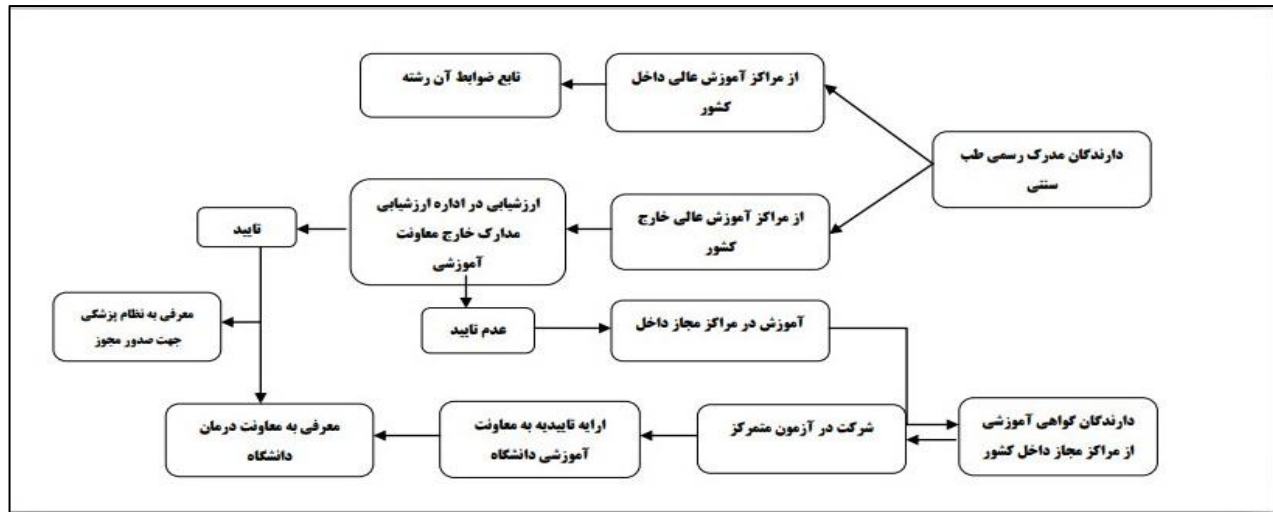 از مراکز آموزش عالی داخل
کشور
تابع ضوابط آن رشته
دارندگان مدرک رسمی طب
سنتی
از مراکز آموزش عالی خارج
کشور
ارزشیابی در اداره ارزشیابی
مدارک خارج معاونت
آموزشی
تایید
معرفی به نظام پزشکی
جهت صدور مجوز
عدم تایید
آموزش در مراکز مجاز داخل
دارندگان گواهی آموزشی
از مراکز مجاز داخل کشور
شرکت در آزمون متمرکز
ارایه تاییدیه به معاونت
آموزشی دانشگاه
معرفی به معاونت درمان
دانشگاه